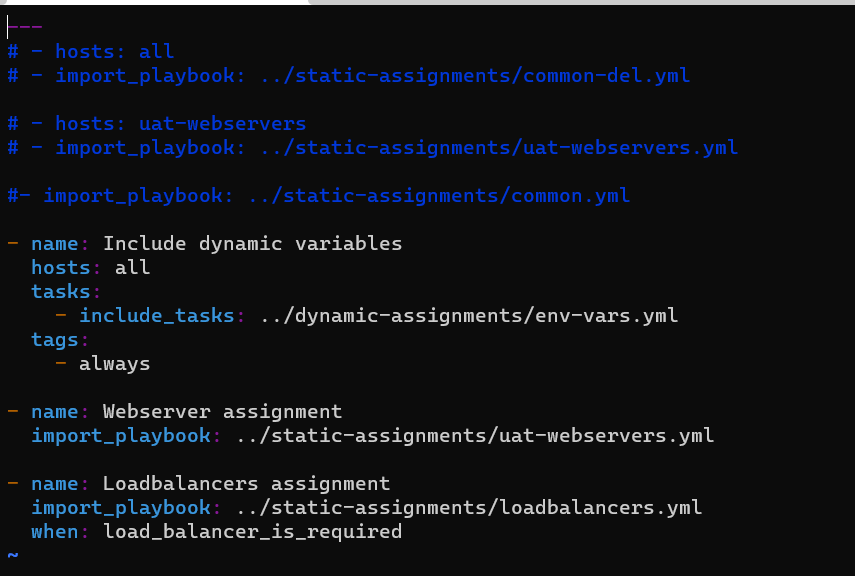 ---
# - hosts: all
# - import_playbook: ../static-assignments/common-del.yml

# - hosts: uat-webservers
# - import_playbook: ../static-assignments/uat-webservers.yml

#- import_playbook: ../static-assignments/common.yml

- name: Include dynamic variables
  hosts: all
  tasks:
    - include_tasks: ../dynamic-assignments/env-vars.yml
  tags:
    - always

- name: Webserver assignment
  import_playbook: ../static-assignments/uat-webservers.yml

- name: Loadbalancers assignment
  import_playbook: ../static-assignments/loadbalancers.yml
  when: load_balancer_is_required
~